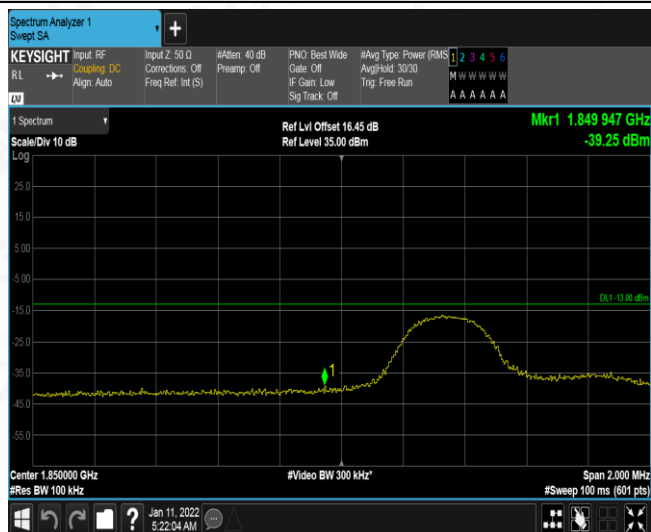 Spectrum Analyzer 1
Swept SA
KEYSIGHT
RL
LXI
Input: RF
Coupling: DC
Align: Auto
Input Z: 50 Ω
Corrections: Off
Freq Ref: Int (S)
#Atten: 40 dB
Preamp: Off
PNO: Best Wide
Gate: Off
IF Gain: Low
Sig Track: Off
#Avg Type: Power (RMS
Avg|Hold: 30/30
Trig: Free Run
1 2 3 4 5 6
M W W W W W
A A A A A A
1 Spectrum
Scale/Div 10 dB
Log
Ref Lvl Offset 16.45 dB
Ref Level 35.00 dBm
Mkr1 1.849 947 GHz
-39.25 dBm
25.0
15.0
5.00
-5.00
DL1 -13.00 dBm
-15.0
-25.0
-35.0
1
-45.0
-55.0
Center 1.850000 GHz
#Res BW 100 kHz
#Video BW 300 kHz*
Span 2.000 MHz
#Sweep 100 ms (601 pts)
?
Jan 11, 2022
5:22:04 AM